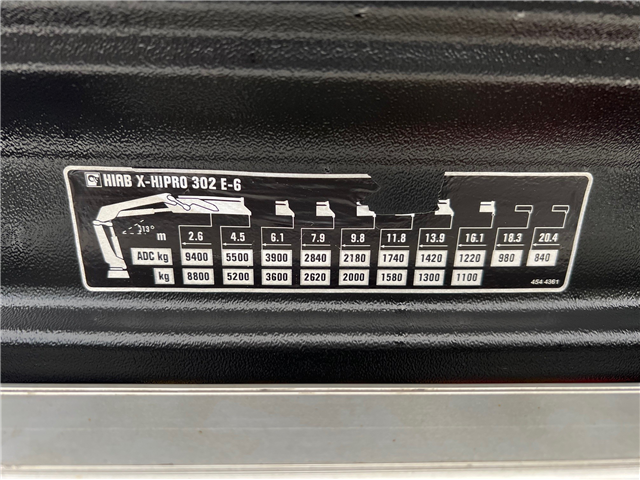 HIAB X-HIPRO 302 E-6
13° m 2.6 4.5 6.1 7.9 9.8 11.8 13.9 16.1 18.3 20.4
ADC kg 9400 5500 3900 2840 2180 1740 1420 1220 980 840
kg 8800 5200 3600 2620 2000 1580 1300 1100
454 4361